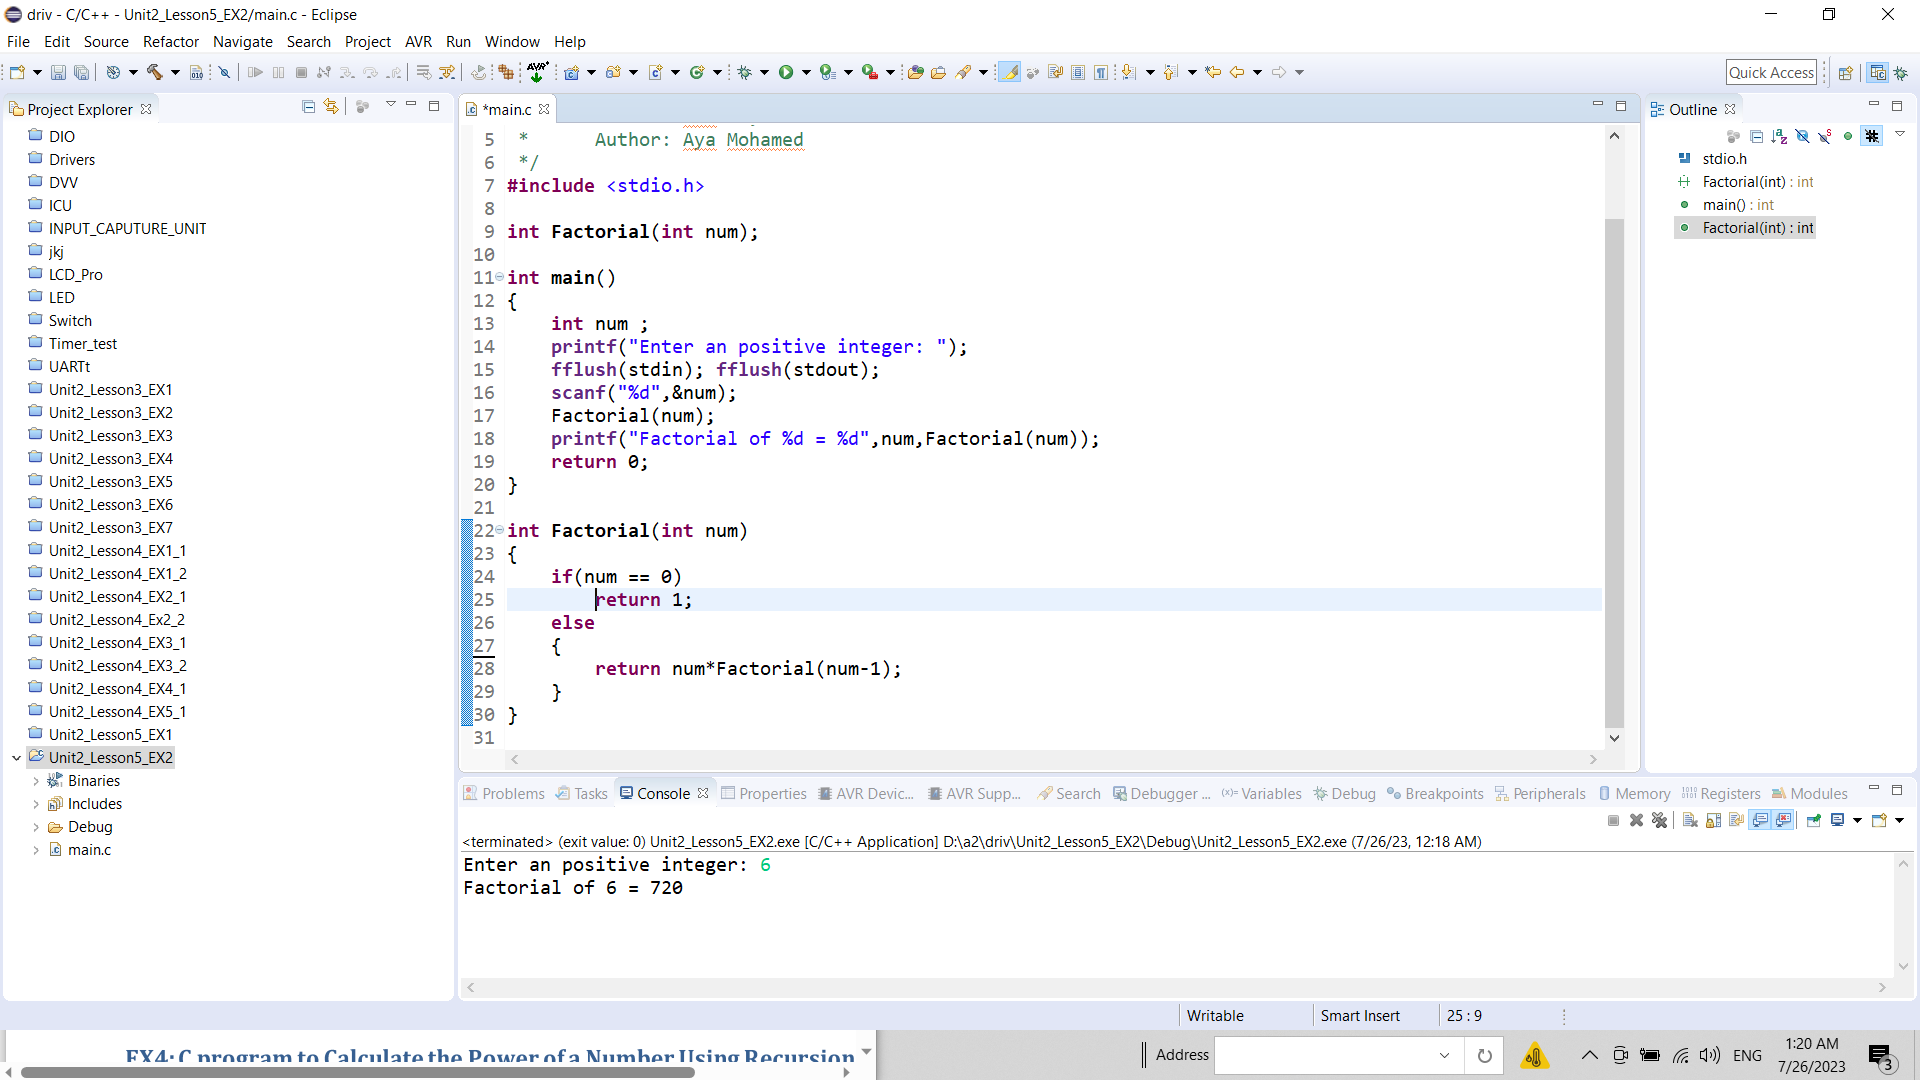 driv - C/C++ - Unit2_Lesson5_EX2/main.c - Eclipse
File Edit Source Refactor Navigate Search Project AVR Run Window Help
Quick Access
Project Explorer
DIO
Drivers
DVV
ICU
INPUT_CAPUTURE_UNIT
jkj
LCD_Pro
LED
Switch
Timer_test
UARTt
Unit2_Lesson3_EX1
Unit2_Lesson3_EX2
Unit2_Lesson3_EX3
Unit2_Lesson3_EX4
Unit2_Lesson3_EX5
Unit2_Lesson3_EX6
Unit2_Lesson3_EX7
Unit2_Lesson4_EX1_1
Unit2_Lesson4_EX1_2
Unit2_Lesson4_EX2_1
Unit2_Lesson4_Ex2_2
Unit2_Lesson4_EX3_1
Unit2_Lesson4_EX3_2
Unit2_Lesson4_EX4_1
Unit2_Lesson4_EX5_1
Unit2_Lesson5_EX1
Unit2_Lesson5_EX2
Binaries
Includes
Debug
main.c
*main.c
5 * Author: Aya Mohamed
6 */
7 #include <stdio.h>
8
9 int Factorial(int num);
10
11 int main()
12 {
13 int num ;
14 printf("Enter an positive integer: ");
15 fflush(stdin); fflush(stdout);
16 scanf("%d",&num);
17 Factorial(num);
18 printf("Factorial of %d = %d",num,Factorial(num));
19 return 0;
20 }
21
22 int Factorial(int num)
23 {
24 if(num == 0)
25 return 1;
26 else
27 {
28 return num*Factorial(num-1);
29 }
30 }
31
Outline
stdio.h
Factorial(int) : int
main() : int
Factorial(int) : int
Problems Tasks Console Properties AVR Devic... AVR Supp... Search Debugger ... Variables Debug Breakpoints Peripherals Memory Registers Modules
<terminated> (exit value: 0) Unit2_Lesson5_EX2.exe [C/C++ Application] D:\a2\driv\Unit2_Lesson5_EX2\Debug\Unit2_Lesson5_EX2.exe (7/26/23, 12:18 AM)
Enter an positive integer: 6
Factorial of 6 = 720
Writable Smart Insert 25 : 9
EX4: C program to Calculate the Power of a Number Using Recursion
Address
ENG
1:20 AM
7/26/2023
3